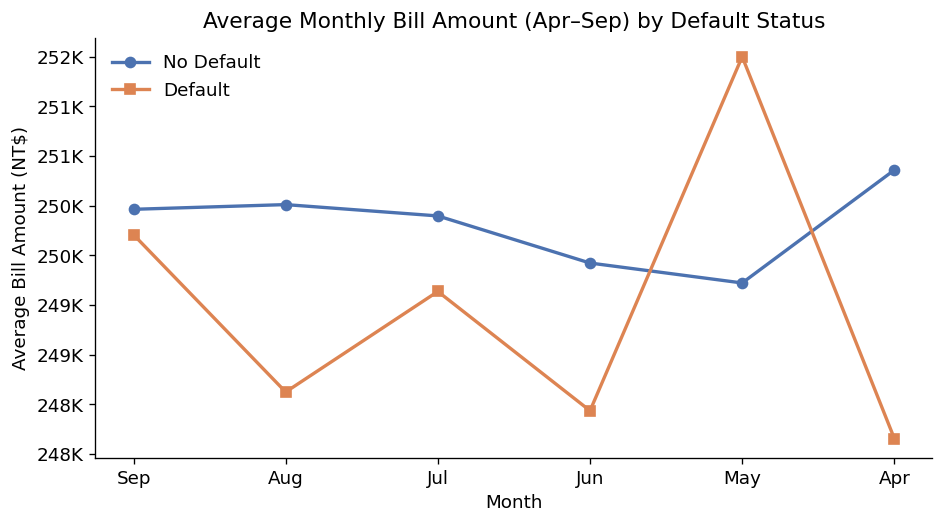 Average Monthly Bill Amount (Apr–Sep) by Default Status
No Default
Default
Average Bill Amount (NT$)
252K
251K
251K
250K
250K
249K
249K
248K
248K
Sep Aug Jul Jun May Apr
Month